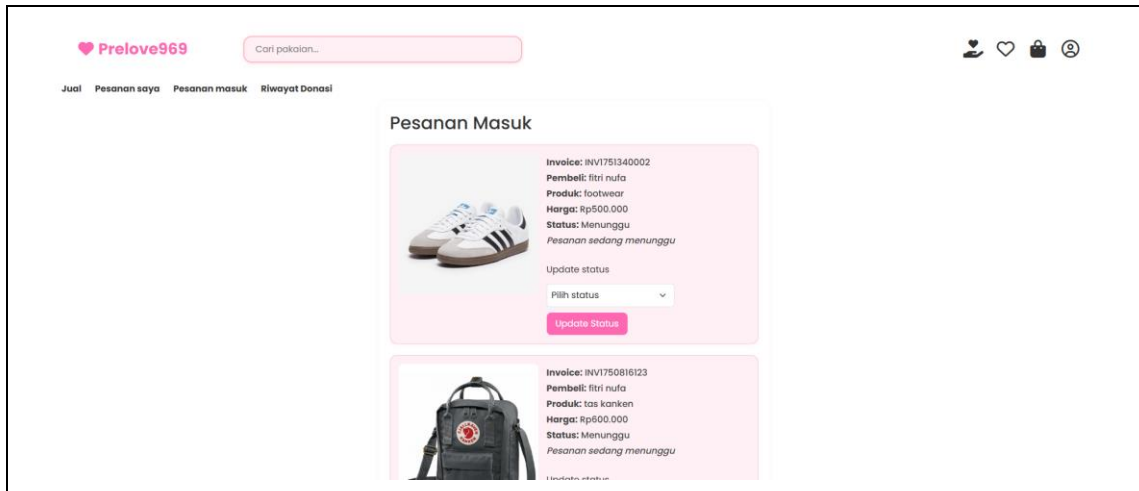 Prelove969
Cari pakaian...
Jual Pesanan saya Pesanan masuk Riwayat Donasi
Pesanan Masuk
Invoice: INV1751340002
Pembeli: fitri nufa
Produk: footwear
Harga: Rp500.000
Status: Menunggu
Pesanan sedang menunggu
Update status
Pilih status
Update Status
Invoice: INV1750816123
Pembeli: fitri nufa
Produk: tas kanken
Harga: Rp600.000
Status: Menunggu
Pesanan sedang menunggu
Update status